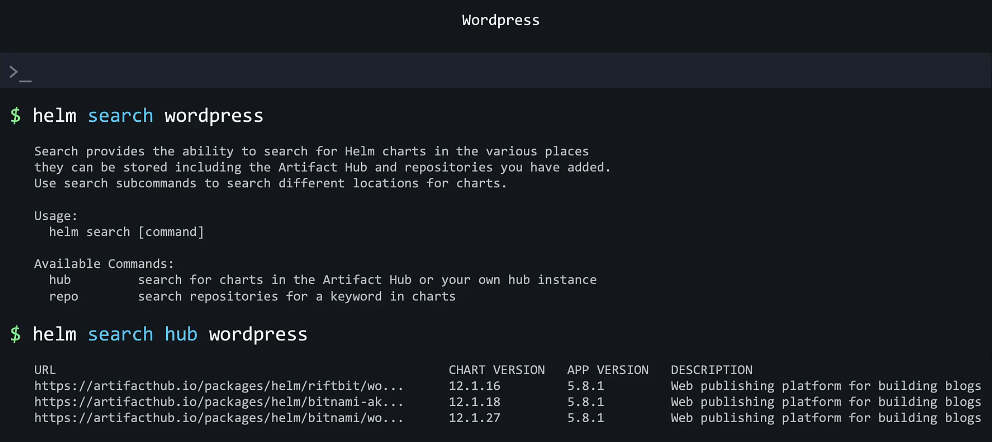 Wordpress
>_
$ helm search wordpress
Search provides the ability to search for Helm charts in the various places
they can be stored including the Artifact Hub and repositories you have added.
Use search subcommands to search different locations for charts.
Usage:
helm search [command]
Available Commands:
hub search for charts in the Artifact Hub or your own hub instance
repo search repositories for a keyword in charts
$ helm search hub wordpress
URL CHART VERSION APP VERSION DESCRIPTION
https://artifacthub.io/packages/helm/riftbit/wo... 12.1.16 5.8.1 Web publishing platform for building blogs
https://artifacthub.io/packages/helm/bitnami-ak... 12.1.18 5.8.1 Web publishing platform for building blogs
https://artifacthub.io/packages/helm/bitnami/wo... 12.1.27 5.8.1 Web publishing platform for building blogs